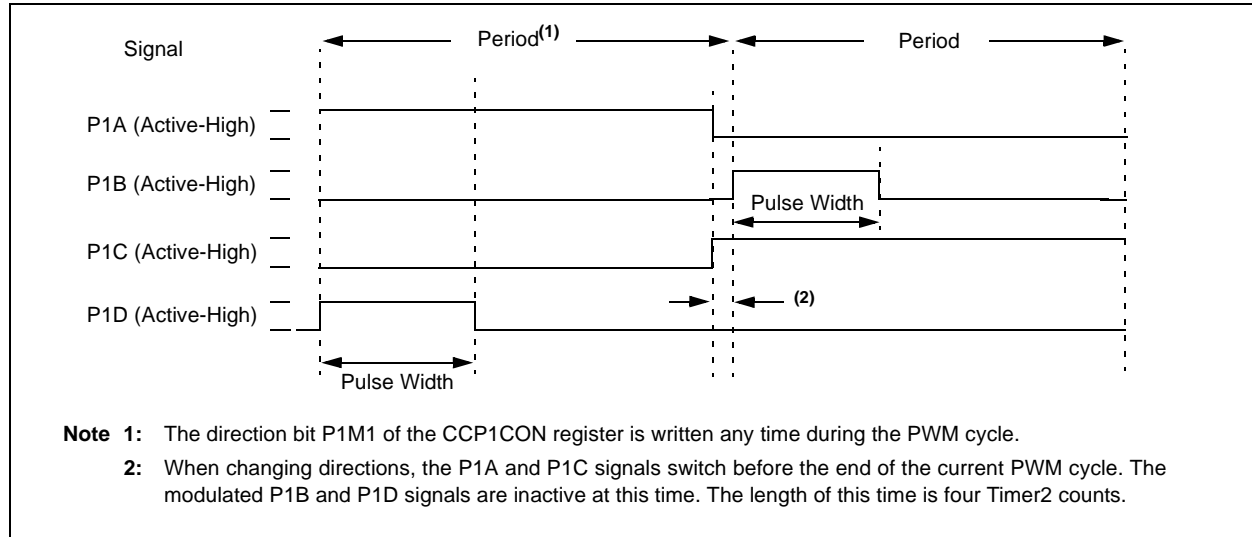 Signal
Period(1)
Period
P1A (Active-High)
P1B (Active-High)
Pulse Width
P1C (Active-High)
(2)
P1D (Active-High)
Pulse Width
Note 1: The direction bit P1M1 of the CCP1CON register is written any time during the PWM cycle.
2: When changing directions, the P1A and P1C signals switch before the end of the current PWM cycle. The
modulated P1B and P1D signals are inactive at this time. The length of this time is four Timer2 counts.